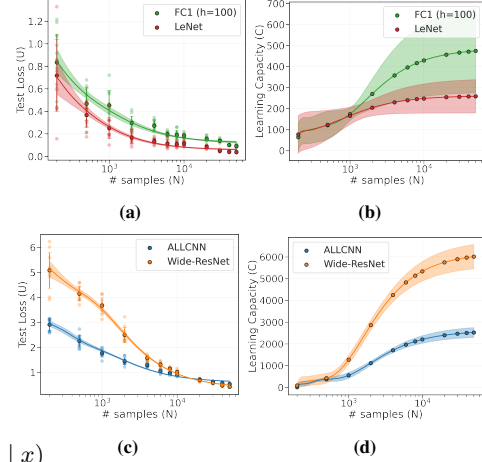 1.2
1.0
0.8
0.6
0.4
0.2
0.0
Test Loss (U)
FC1 (h=100)
LeNet
10³
10⁴
# samples (N)
(a)
700
600
500
400
300
200
100
0
Learning Capacity (C)
FC1 (h=100)
LeNet
10³
10⁴
# samples (N)
(b)
6
5
4
3
2
1
Test Loss (U)
ALLCNN
Wide-ResNet
10³
10⁴
# samples (N)
(c)
6000
5000
4000
3000
2000
1000
0
Learning Capacity (C)
ALLCNN
Wide-ResNet
10³
10⁴
# samples (N)
(d)
| x)